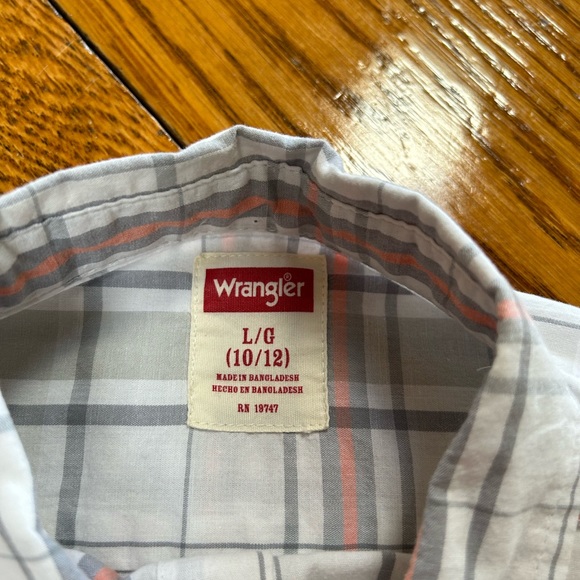 Wrangler®
L/G
(10/12)
MADE IN BANGLADESH
HECHO EN BANGLADESH
RN 19747